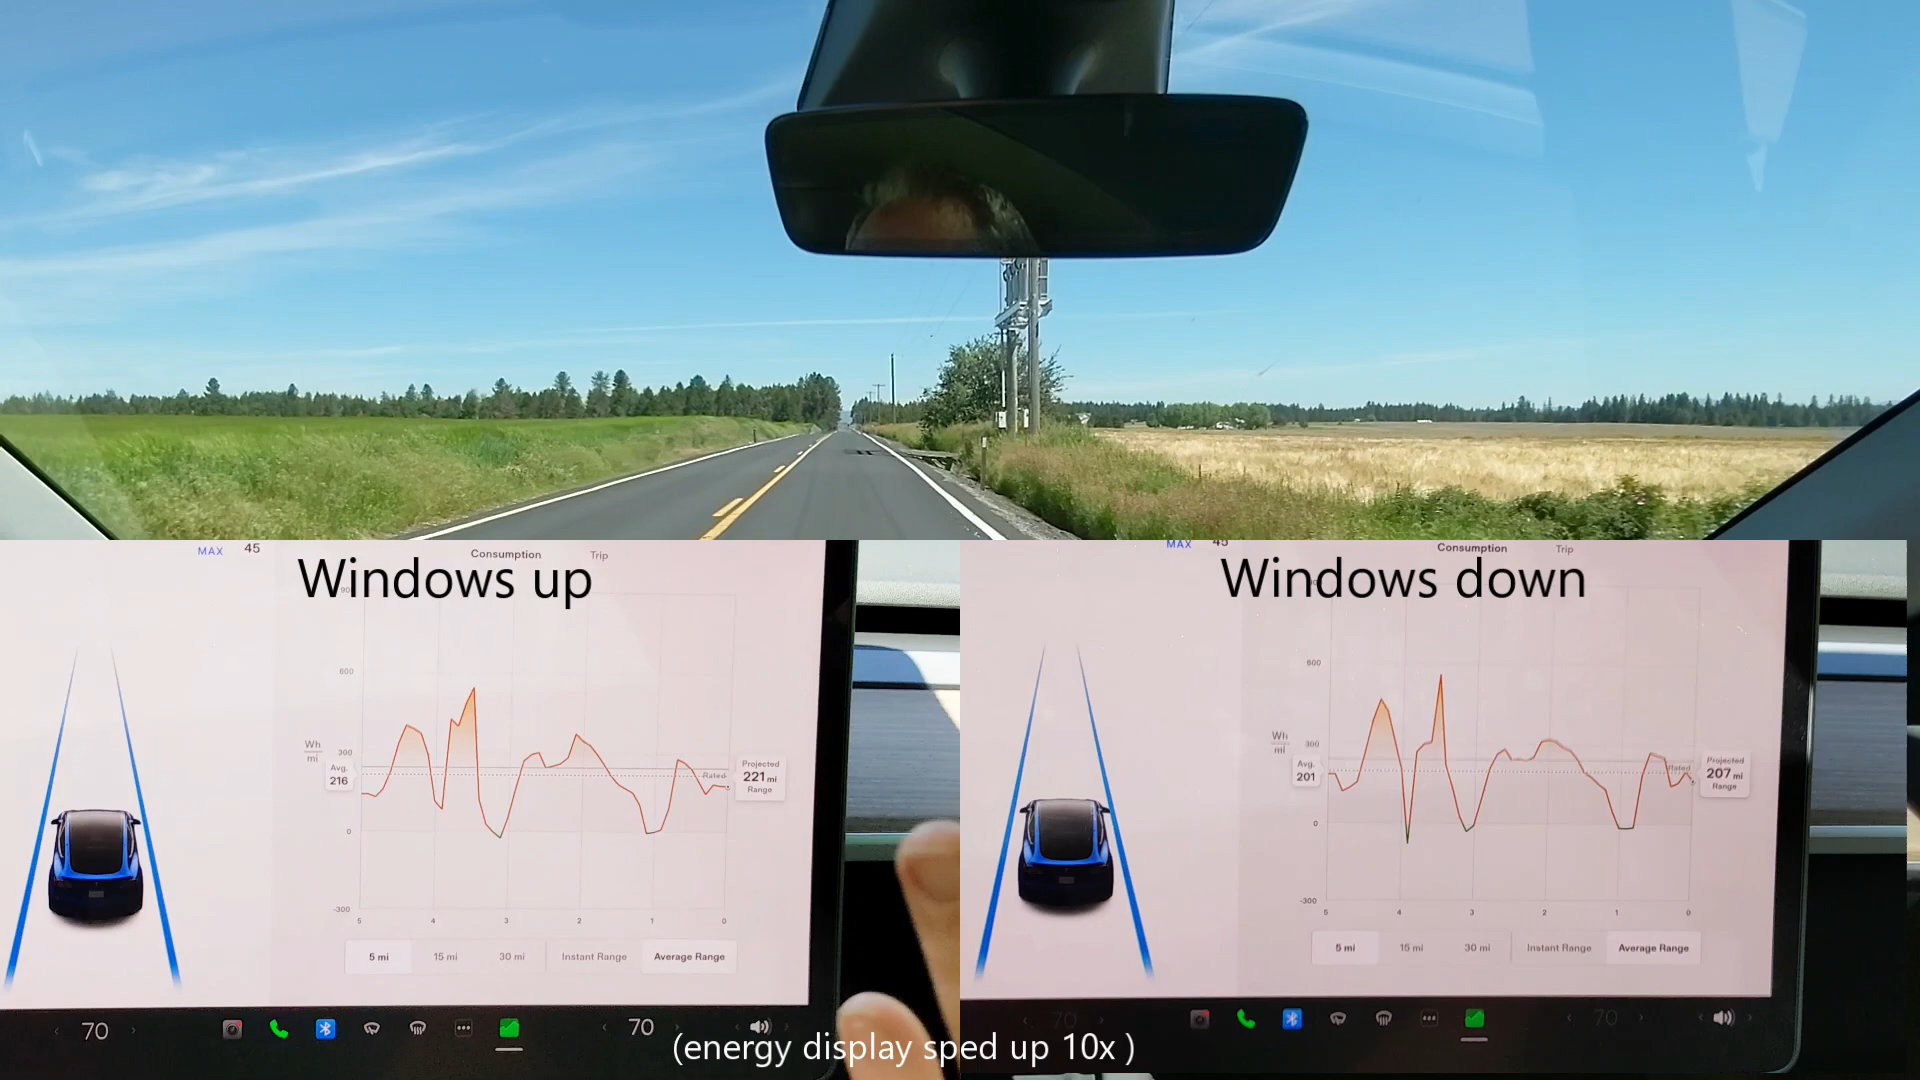 MAX 45
Consumption Trip
Windows up
90
600
Wh
mi
300
Avg.
216
Rated
Projected
221 mi
Range
0
-300
5 4 3 2 1 0
5 mi 15 mi 30 mi Instant Range Average Range
70 70
MAX 45
Consumption Trip
Windows down
600
Wh
mi
300
Avg.
201
Rated
Projected
207 mi
Range
0
-300
5 4 3 2 1 0
5 mi 15 mi 30 mi Instant Range Average Range
70 70
(energy display sped up 10x )